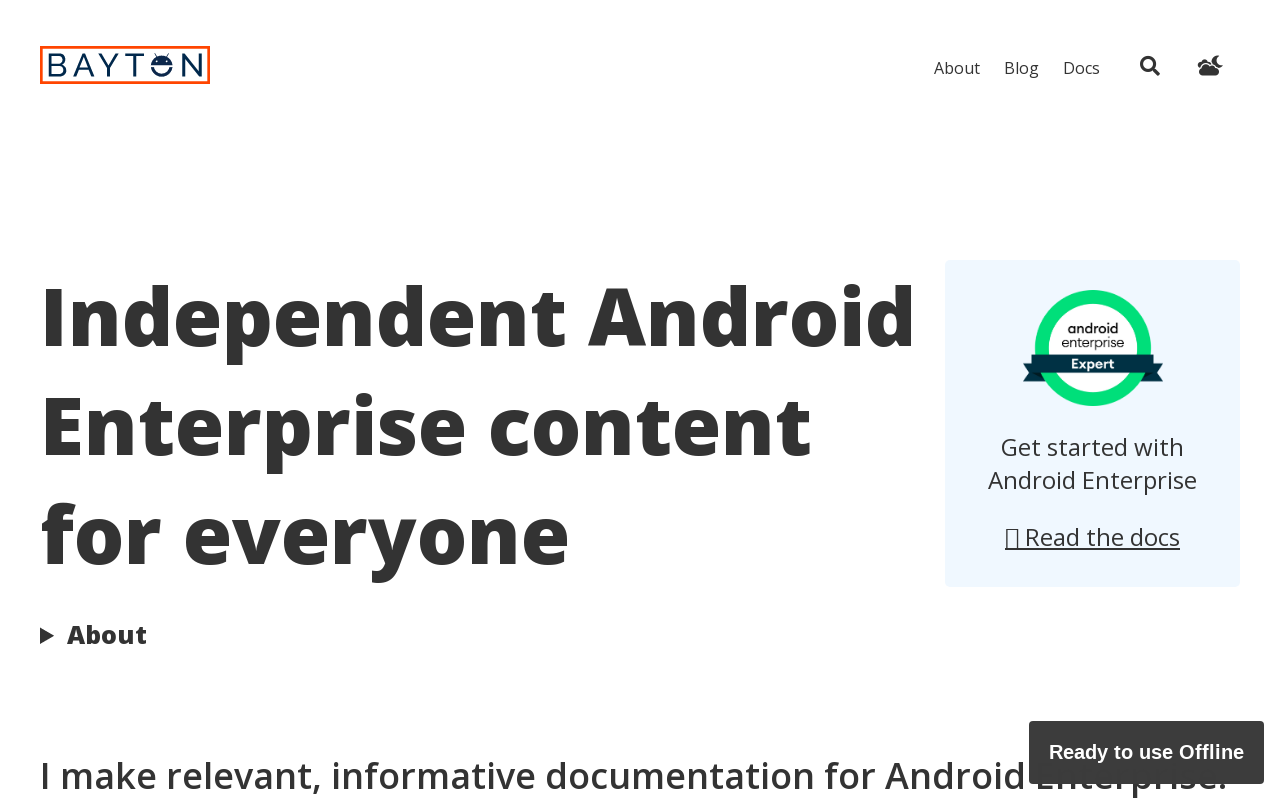 BAYTON
About
Blog
Docs
Independent Android
Enterprise content
for everyone
android
enterprise
Expert
Get started with
Android Enterprise
Read the docs
About
I make relevant, informative documentation for Android Enterprise.
Ready to use Offline